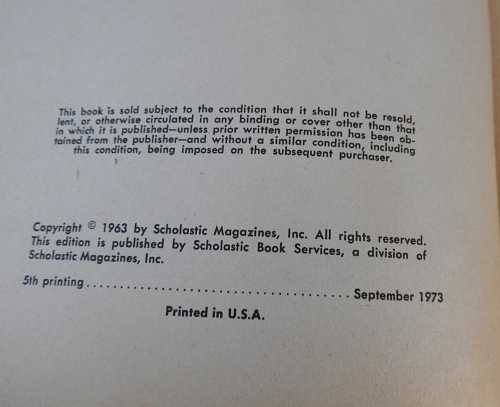 This book is sold subject to the condition that it shall not be resold,
lent, or otherwise circulated in any binding or cover other than that
in which it is published—unless prior written permission has been ob-
tained from the publisher—and without a similar condition, including
this condition, being imposed on the subsequent purchaser.
Copyright © 1963 by Scholastic Magazines, Inc. All rights reserved.
This edition is published by Scholastic Book Services, a division of
Scholastic Magazines, Inc.
5th printing........................................September 1973
Printed in U.S.A.